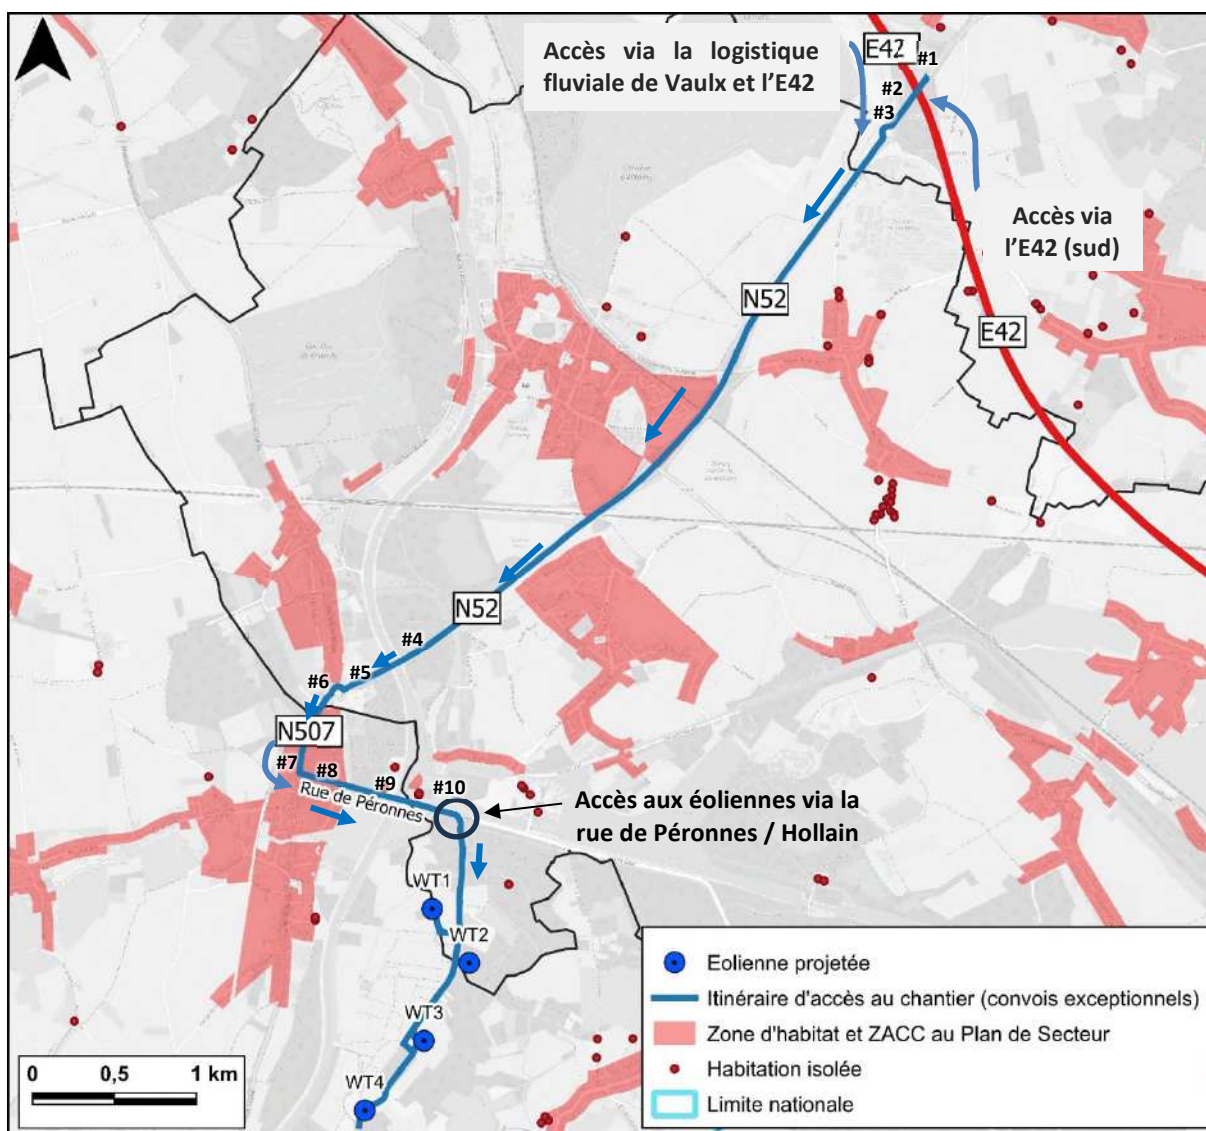 Accès via la logistique
fluviale de Vaulx et l'E42
E42
#1
#2
#3
Accès via
l'E42 (sud)
N52
E42
N52
#4
#5
#6
N507
#7
#8
#9
#10
Rue de Péronnes
Accès aux éoliennes via la
rue de Péronnes / Hollain
WT1
WT2
WT3
WT4
Eolienne projetée
Itinéraire d'accès au chantier (convois exceptionnels)
Zone d'habitat et ZACC au Plan de Secteur
Habitation isolée
Limite nationale
0 0,5 1 km